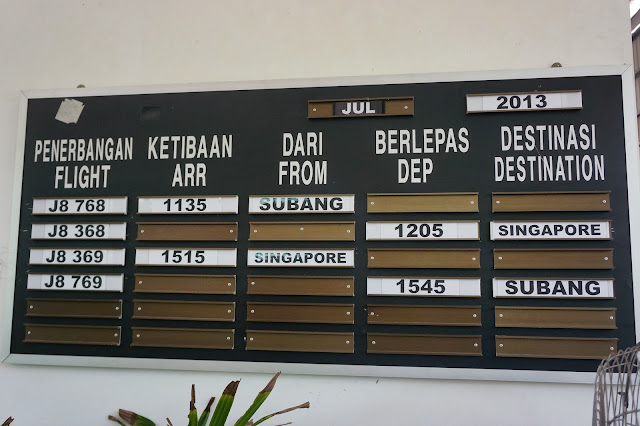 JUL 2013
PENERBANGAN KETIBAAN DARI BERLEPAS DESTINASI
FLIGHT ARR FROM DEP DESTINATION
J8 768 1135 SUBANG
J8 368 1205 SINGAPORE
J8 369 1515 SINGAPORE
J8 769 1545 SUBANG